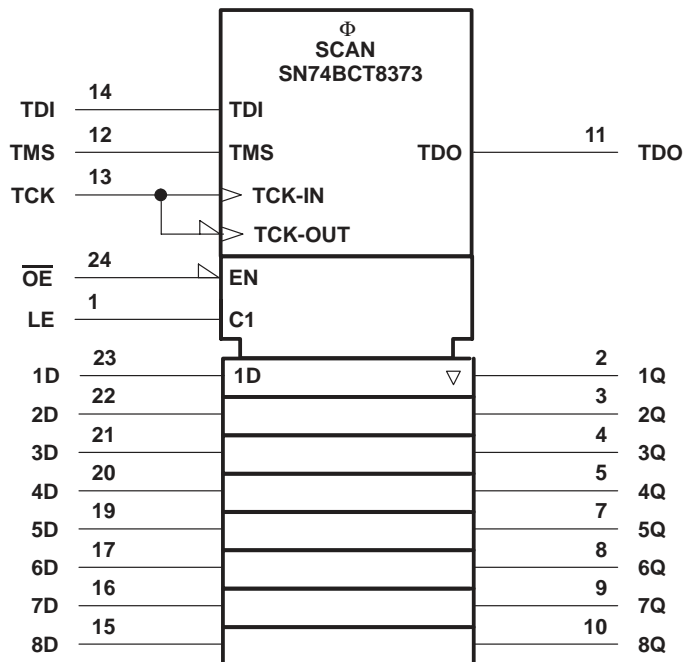 Φ
SCAN
SN74BCT8373
TDI 14 TDI
TMS 12 TMS TDO 11 TDO
TCK 13 TCK-IN
TCK-OUT
OE 24 EN
LE 1 C1
1D 23 1D 2 1Q
2D 22 3 2Q
3D 21 4 3Q
4D 20 5 4Q
5D 19 7 5Q
6D 17 8 6Q
7D 16 9 7Q
8D 15 10 8Q